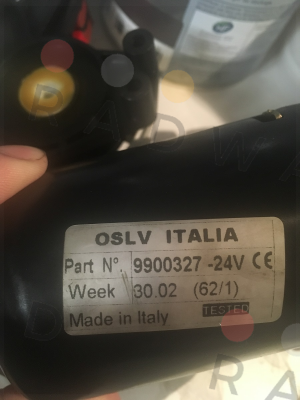 OSLV ITALIA
Part N°. 9900327 -24V CE
Week 30.02 (62/1)
Made in Italy TESTED